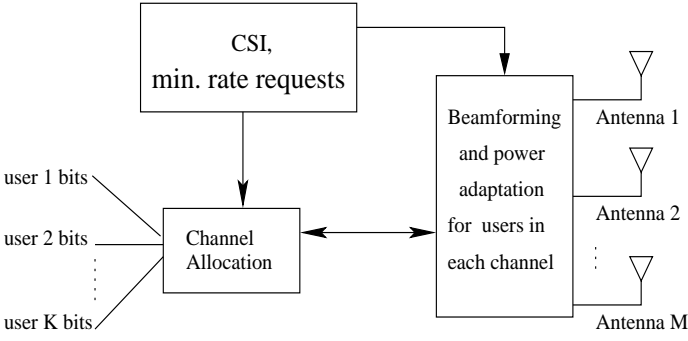 CSI,
min. rate requests
user 1 bits
user 2 bits
user K bits
Channel
Allocation
Beamforming
and power
adaptation
for users in
each channel
Antenna 1
Antenna 2
Antenna M